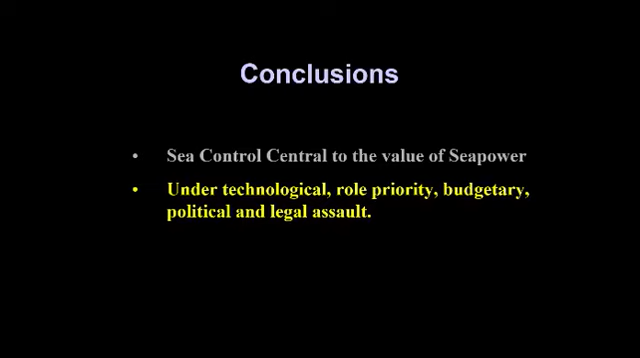 Conclusions
• Sea Control Central to the value of Seapower
• Under technological, role priority, budgetary,
political and legal assault.